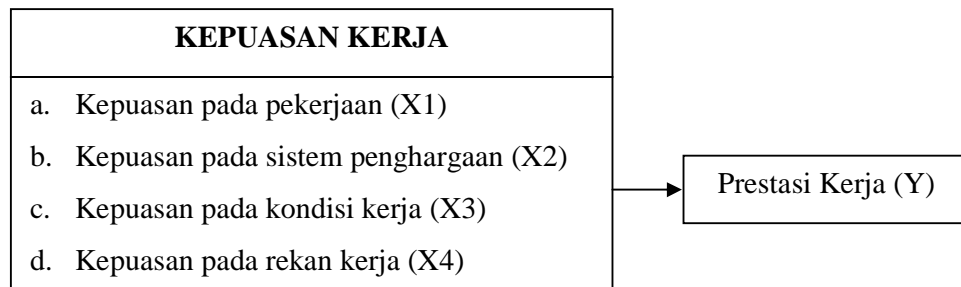 KEPUASAN KERJA
a. Kepuasan pada pekerjaan (X1)
b. Kepuasan pada sistem penghargaan (X2)
c. Kepuasan pada kondisi kerja (X3)
d. Kepuasan pada rekan kerja (X4)
Prestasi Kerja (Y)